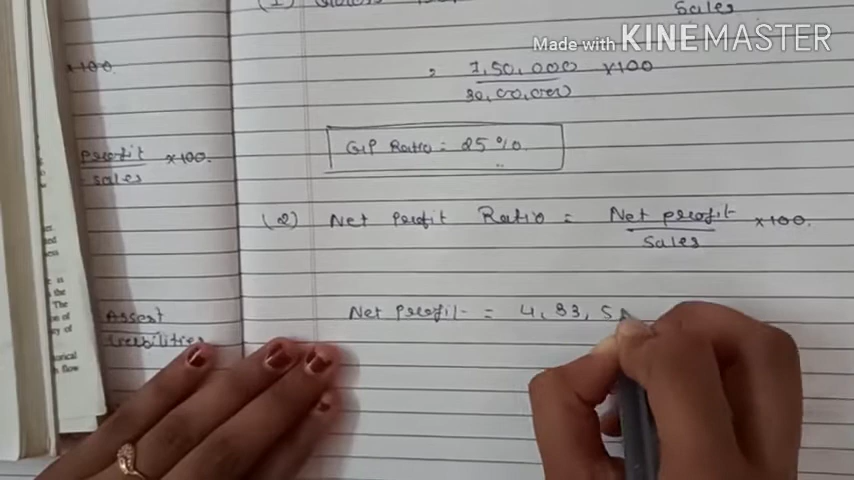 Sales
Made with KINEMASTER
×100
7,50,000 ×100
30,00,000
GP Ratio = 25 %
Profit ×100.
Sales
(2) Net Profit Ratio = Net profit ×100.
Sales
Assert
Net profit = 4,83,5